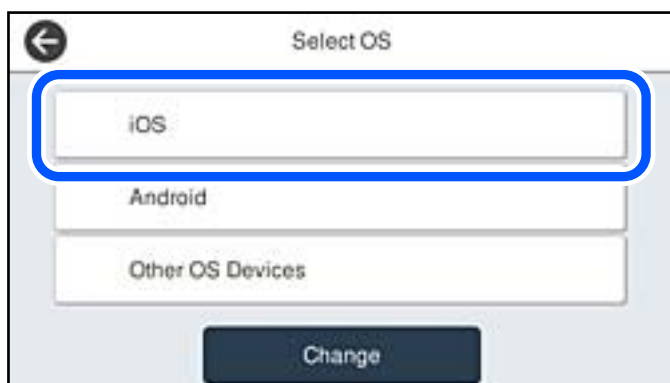 Select OS
iOS
Android
Other OS Devices
Change